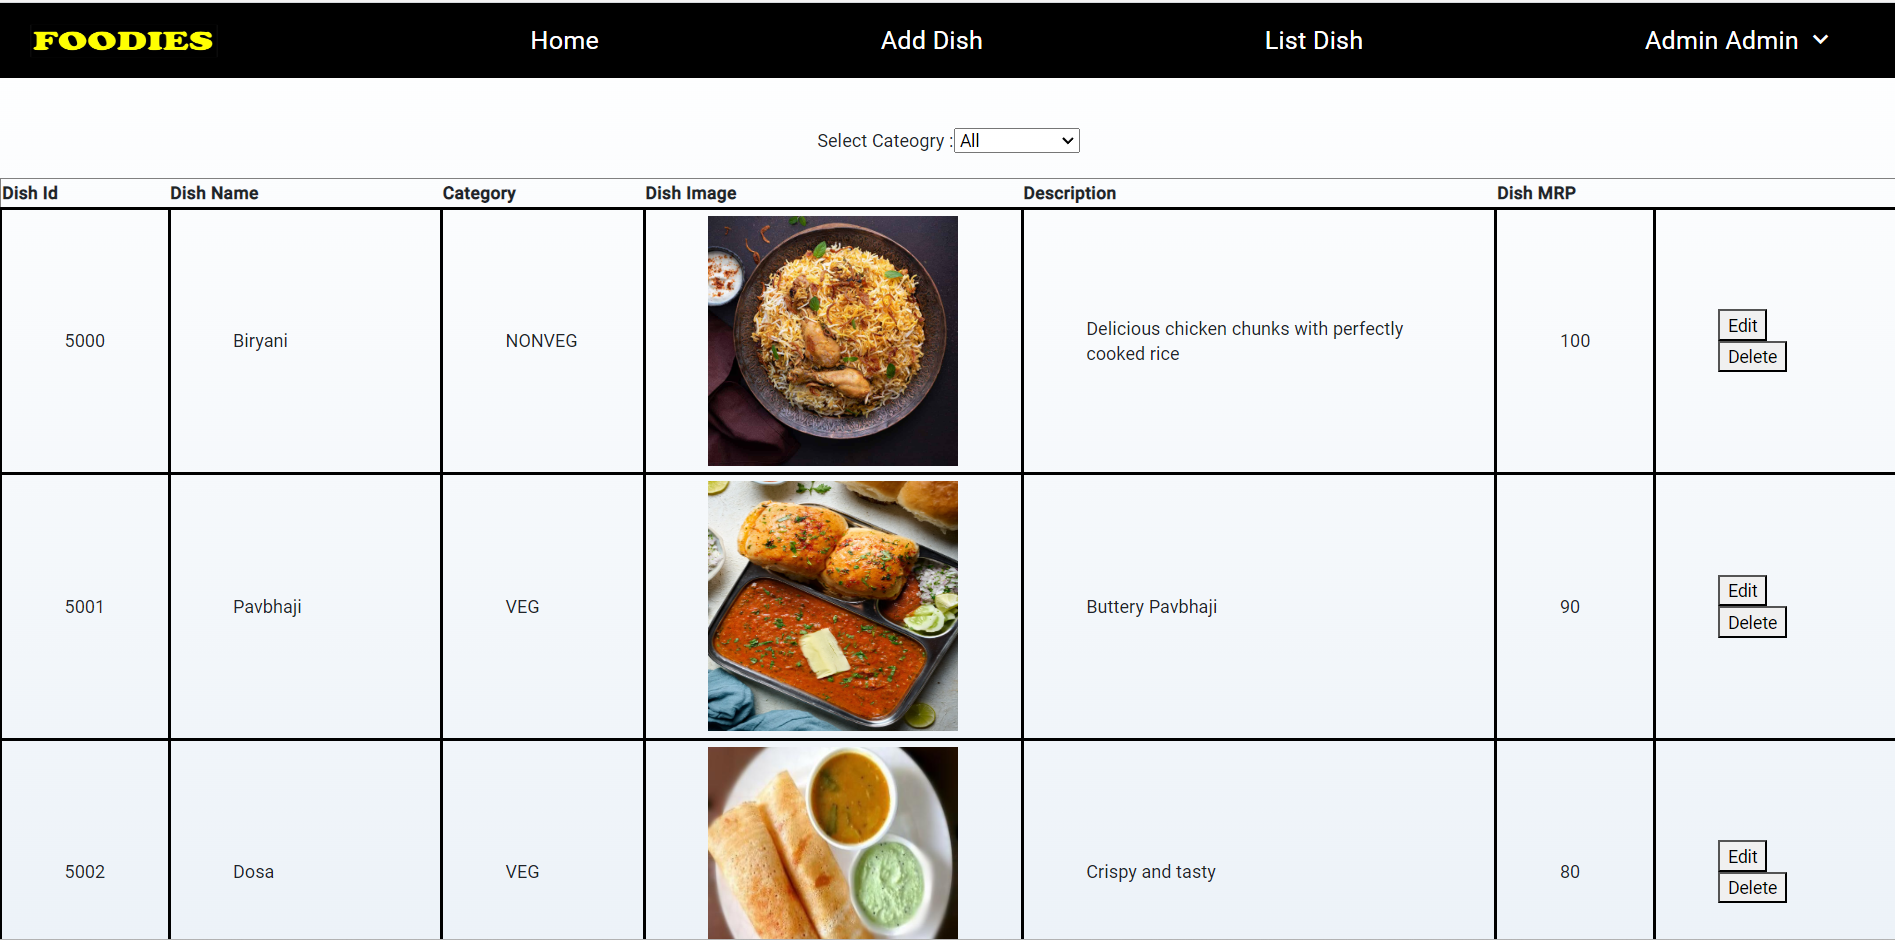 FOODIES Home Add Dish List Dish Admin Admin
Select Cateogry : All
Dish Id Dish Name Category Dish Image Description Dish MRP
5000 Biryani NONVEG Delicious chicken chunks with perfectly 100 Edit
cooked rice Delete
5001 Pavbhaji VEG Buttery Pavbhaji 90 Edit
Delete
5002 Dosa VEG Crispy and tasty 80 Edit
Delete